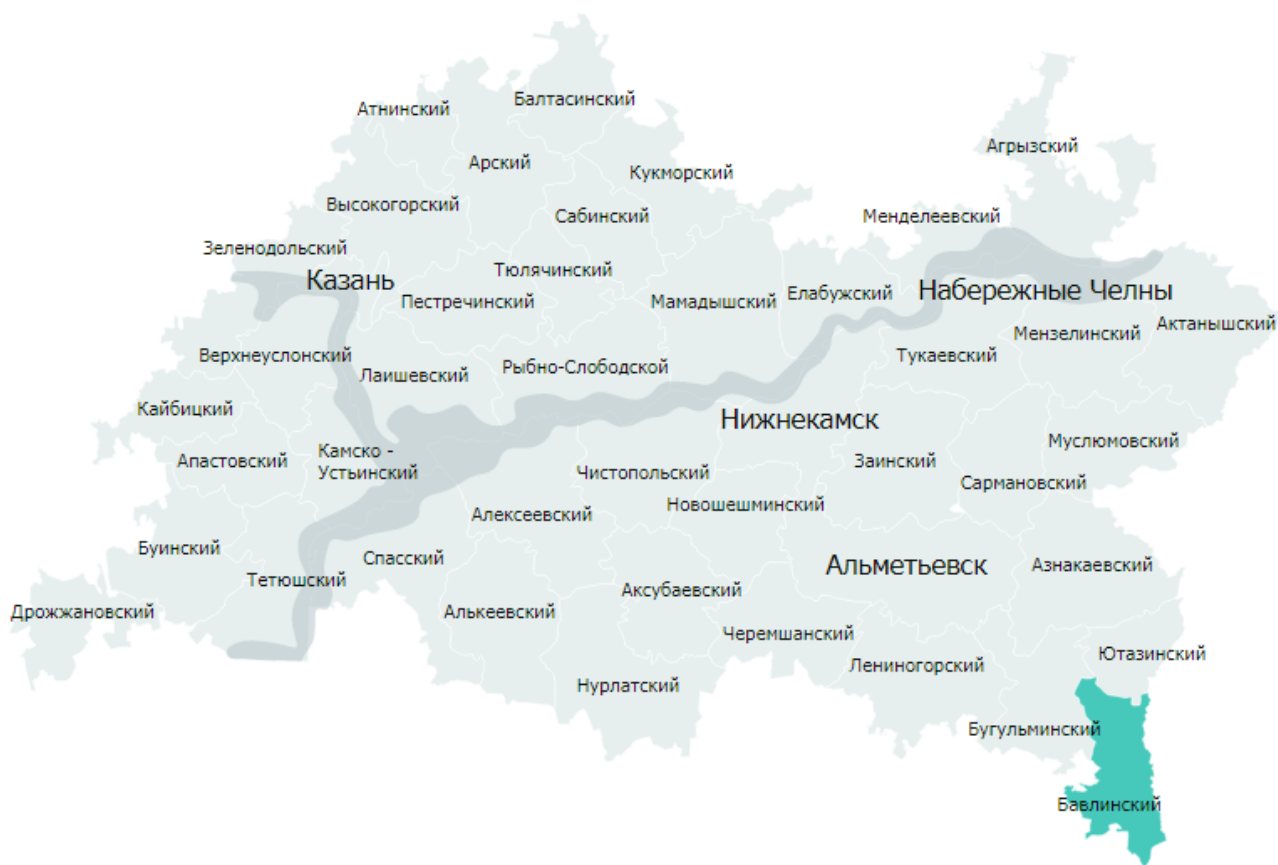 Балтасинский
Атнинский
Агрызский
Арский
Кукморский
Высокогорский
Сабинский
Менделеевский
Зеленодольский
Тюлячинский
Казань
Набережные Челны
Елабужский
Пестречинский
Мамадышский
Актанышский
Мензелинский
Верхнеуслонский
Тукаевский
Рыбно-Слободской
Лаишевский
Кайбицкий
Нижнекамск
Муслюмовский
Камско -
Устьинский
Апастовский
Заинский
Чистопольский
Сармановский
Новошешминский
Алексеевский
Буинский
Спасский
Альметьевск
Азнакаевский
Тетюшский
Аксубаевский
Дрожжановский
Алькеевский
Черемшанский
Ютазинский
Лениногорский
Нурлатский
Бугульминский
Бавлинский